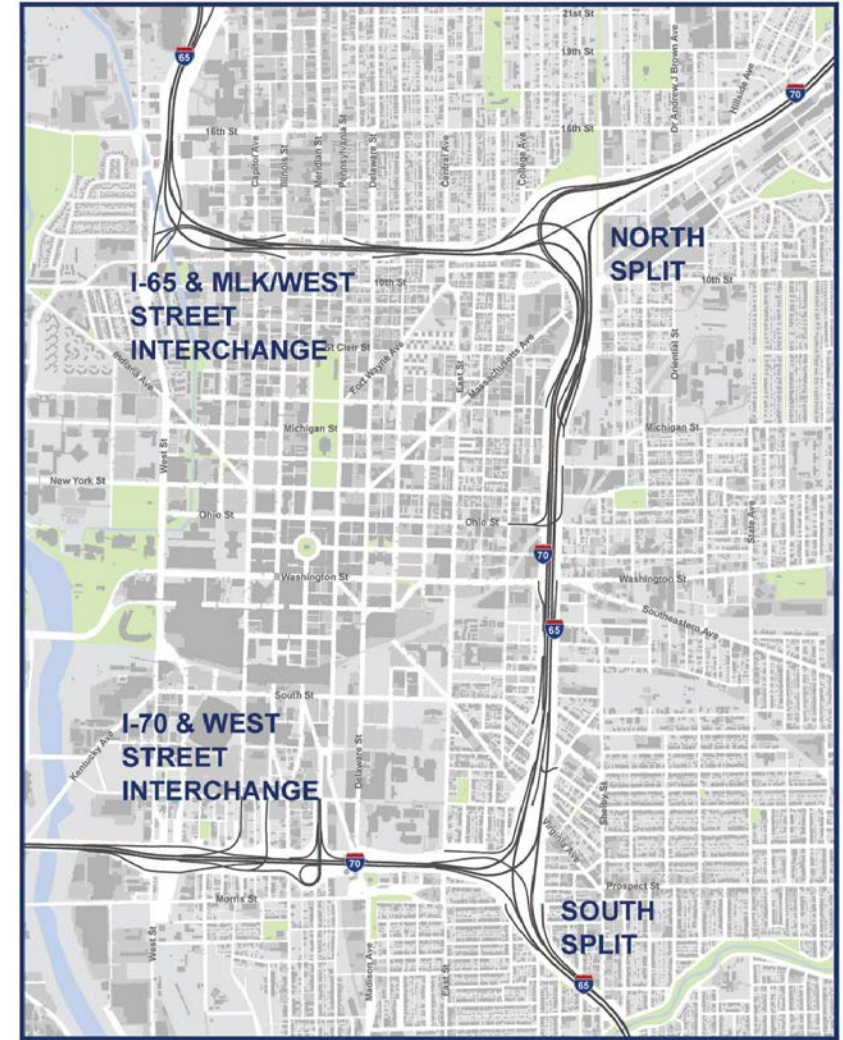 21st St
19th St
Dr Andrew J Brown Ave
Hillside Ave
65
70
16th St
16th St
Capitol Ave
Illinois St
Meridian St
Pennsylvania St
Delaware St
Central Ave
College Ave
NORTH
SPLIT
I-65 & MLK/WEST
STREET
INTERCHANGE
10th St
10th St
St Clair St
Fort Wayne Ave
East St
Massachusetts Ave
Oriental St
Indiana Ave
Michigan St
Michigan St
West St
New York St
Ohio St
Ohio St
State Ave
70
Washington St
Washington St
Southeastern Ave
65
South St
I-70 & WEST
STREET
INTERCHANGE
Kentucky Ave
Delaware St
Shelby St
Virginia Ave
70
Prospect St
Morris St
SOUTH
SPLIT
West St
Madison Ave
East St
65